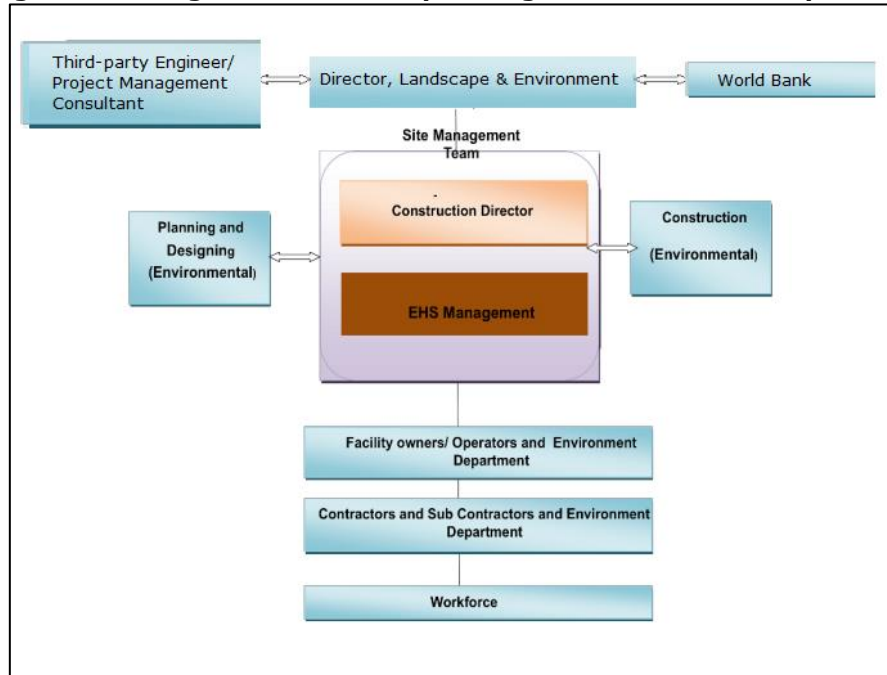 Third-party Engineer/
Project Management
Consultant
Director, Landscape & Environment
World Bank
Site Management
Team
Construction Director
Planning and
Designing
(Environmental)
Construction
(Environmental)
EHS Management
Facility owners/ Operators and Environment
Department
Contractors and Sub Contractors and Environment
Department
Workforce